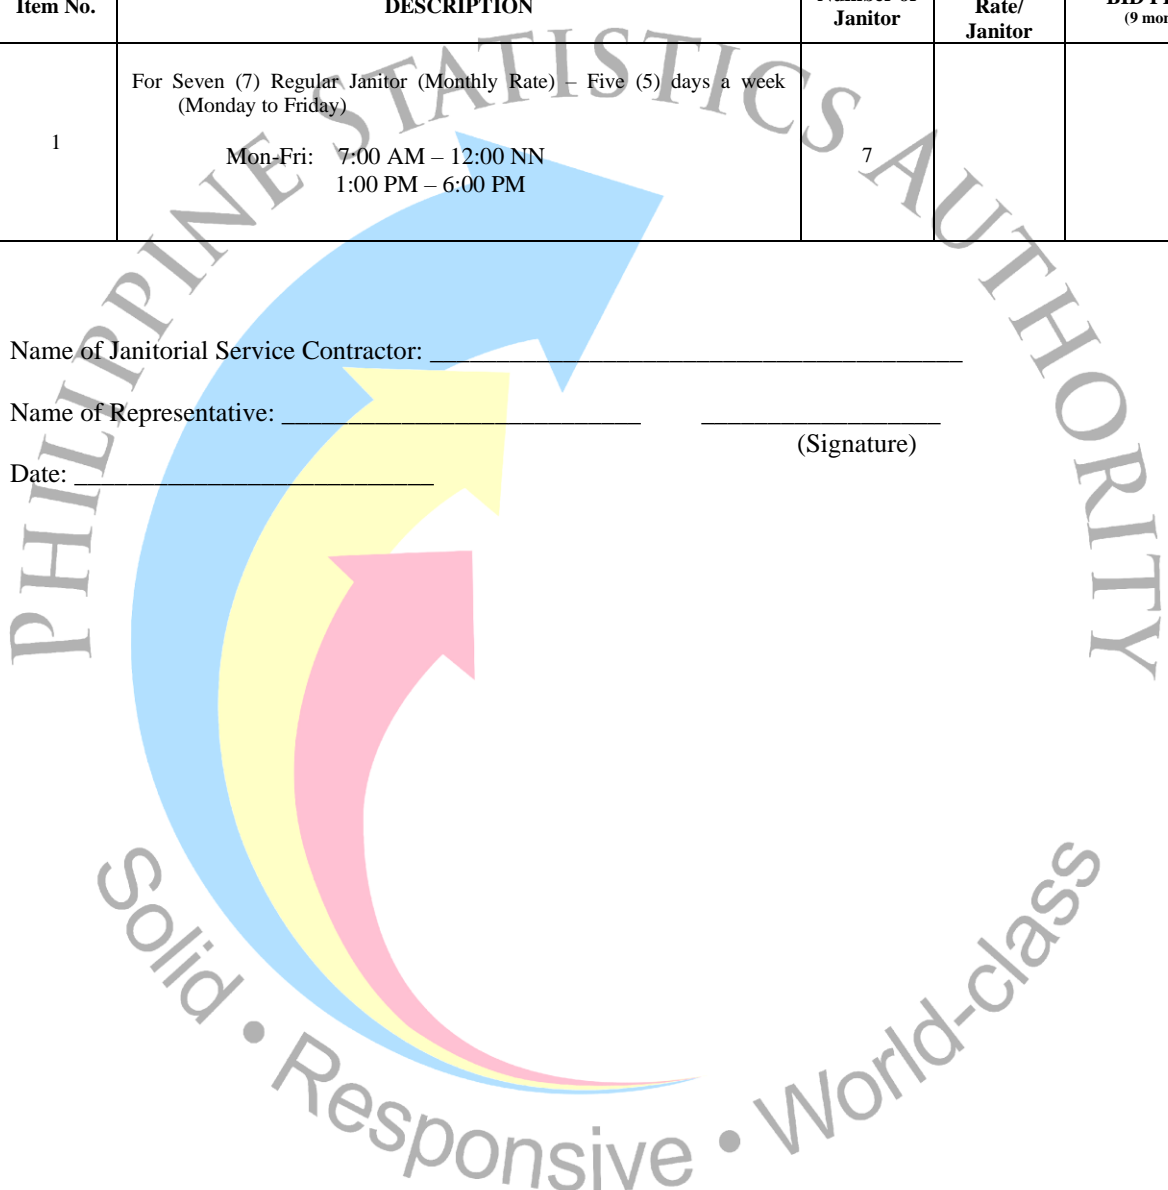 Item No.
DESCRIPTION
Janitor
Rate/
Janitor
(9
For Seven (7) Regular Janitor (Monthly Rate) – Five (5) days a week
(Monday to Friday)
1
Mon-Fri: 7:00 AM – 12:00 NN
1:00 PM – 6:00 PM
7
Name of Janitorial Service Contractor: ________________________________________
Name of Representative: ___________________________ __________________
(Signature)
Date: ___________________________
PHILIPPINE STATISTICS AUTHORITY
Solid • Responsive • World-class